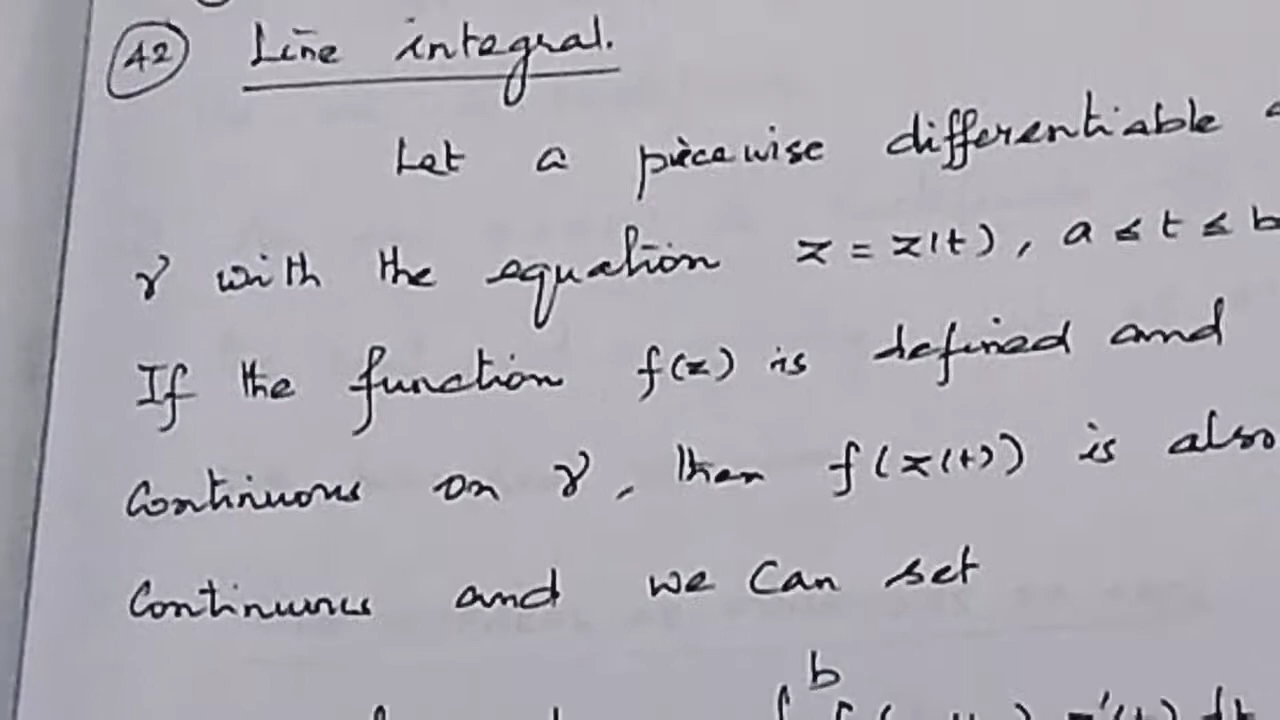 42 Line integral.
Let a piecewise differentiable
γ with the equation z = z(t), a ≤ t ≤ b
If the function f(z) is defined and
Continuous on γ, then f(z(t)) is also
Continuous and we can set
b